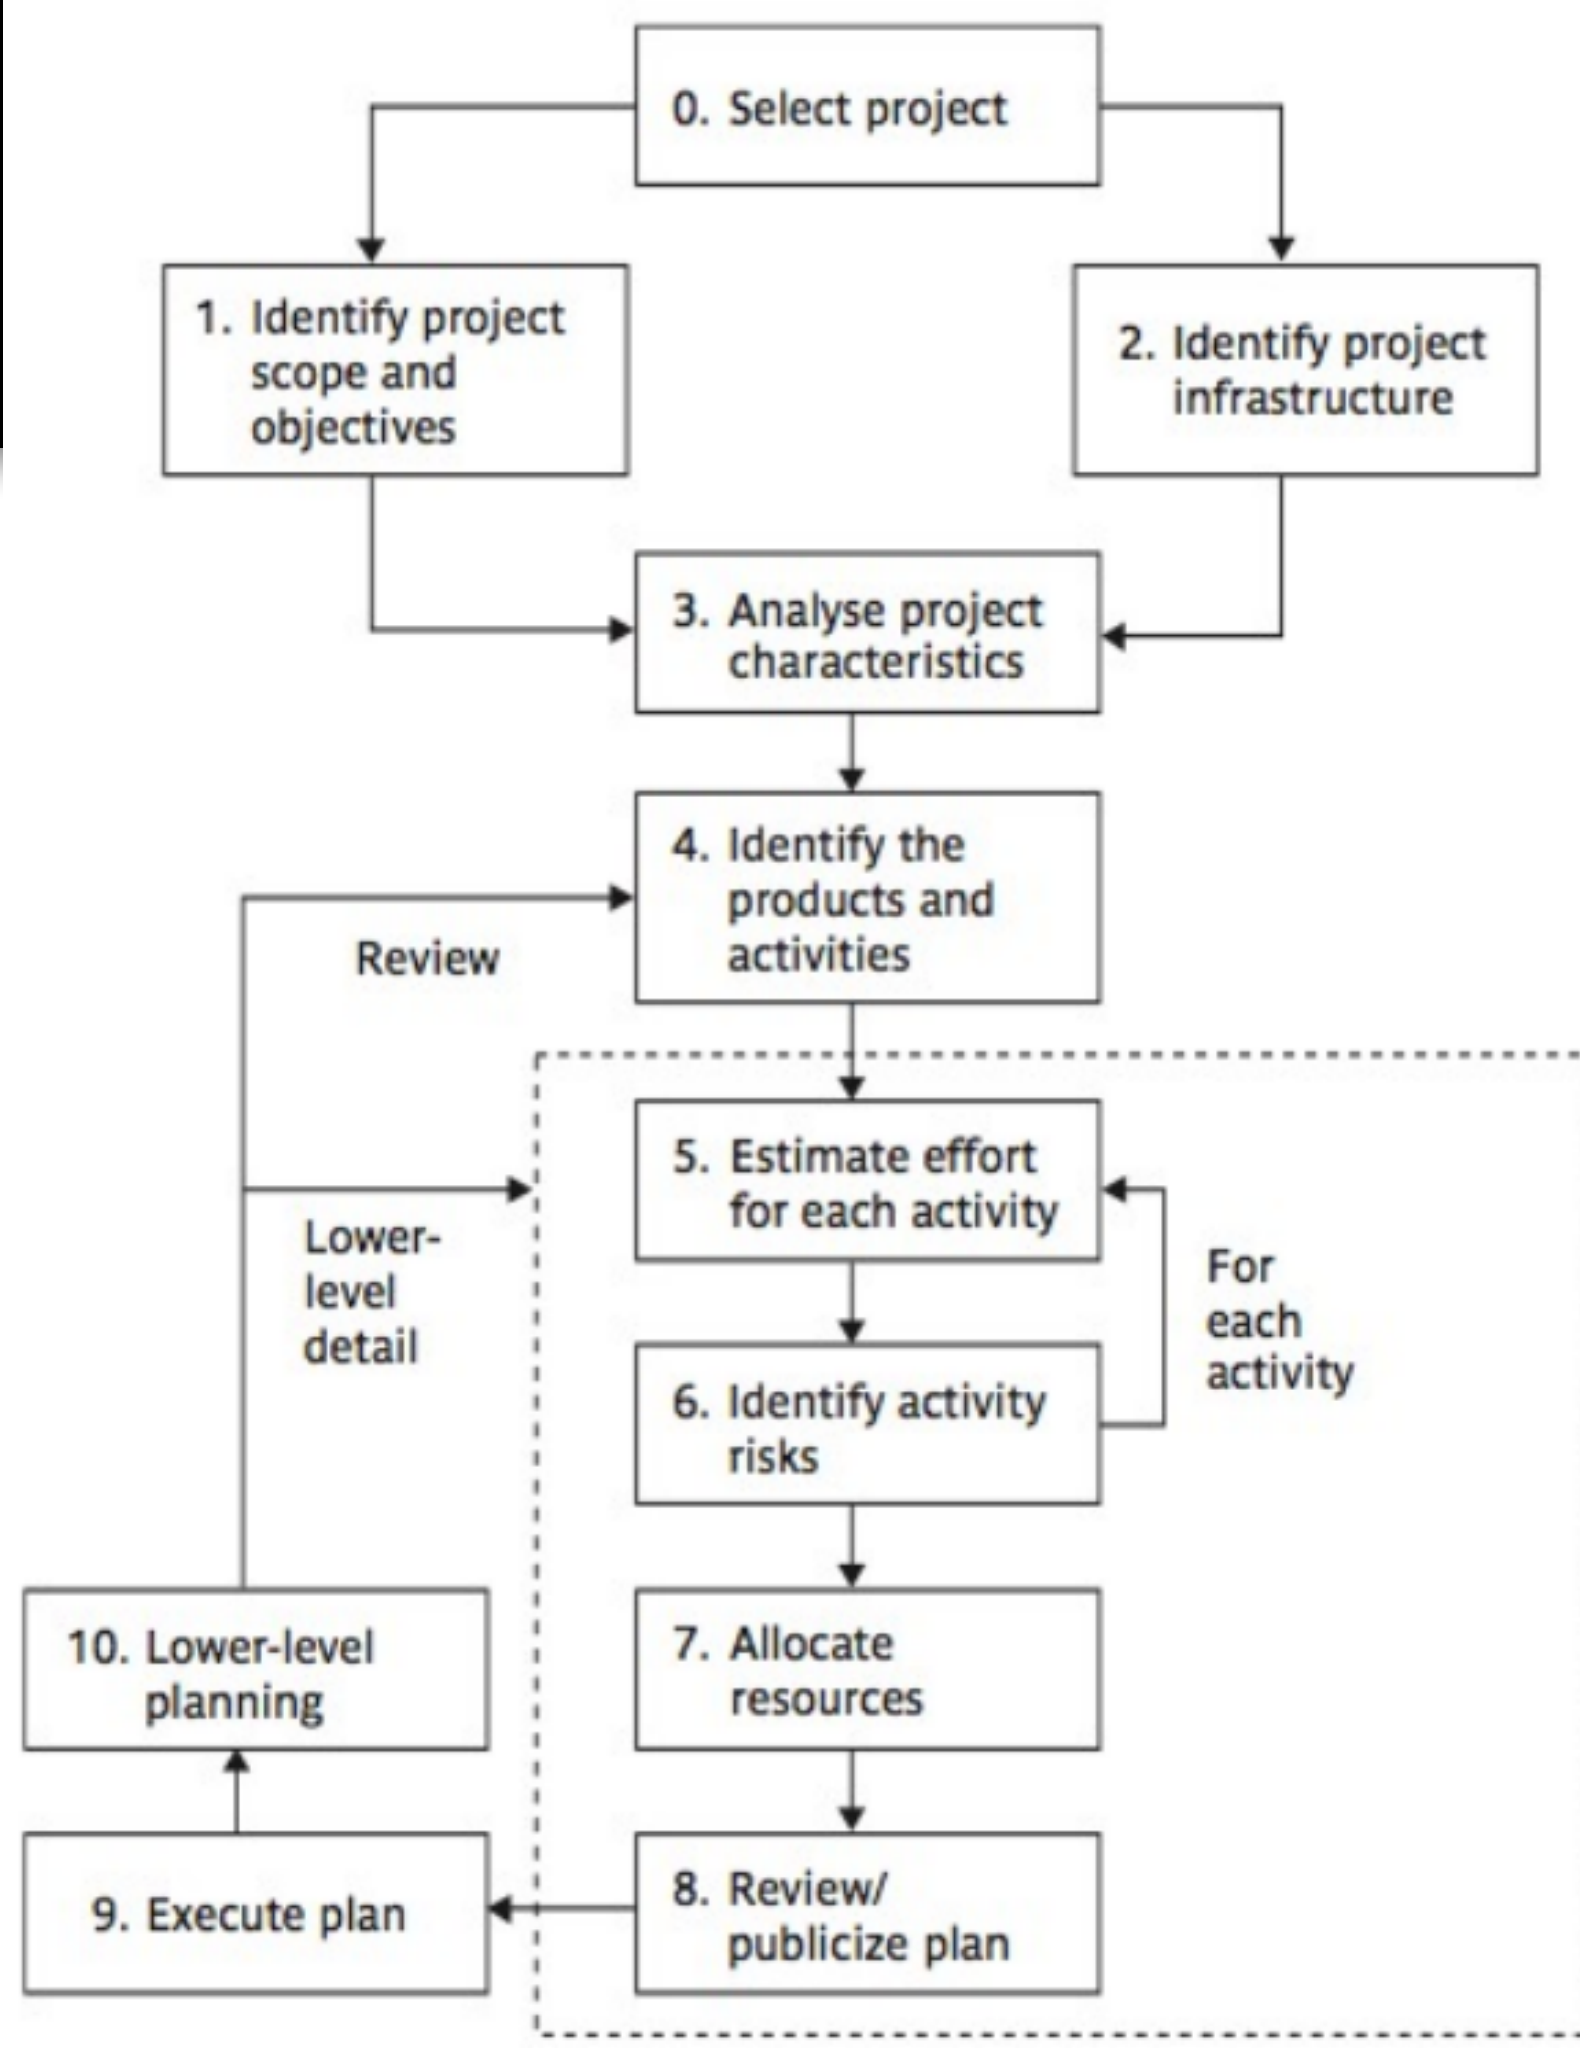 0. Select project
1. Identify project
scope and
objectives
2. Identify project
infrastructure
3. Analyse project
characteristics
4. Identify the
products and
activities
Review
5. Estimate effort
for each activity
Lower-
level
detail
For
each
activity
6. Identify activity
risks
10. Lower-level
planning
7. Allocate
resources
9. Execute plan
8. Review/
publicize plan